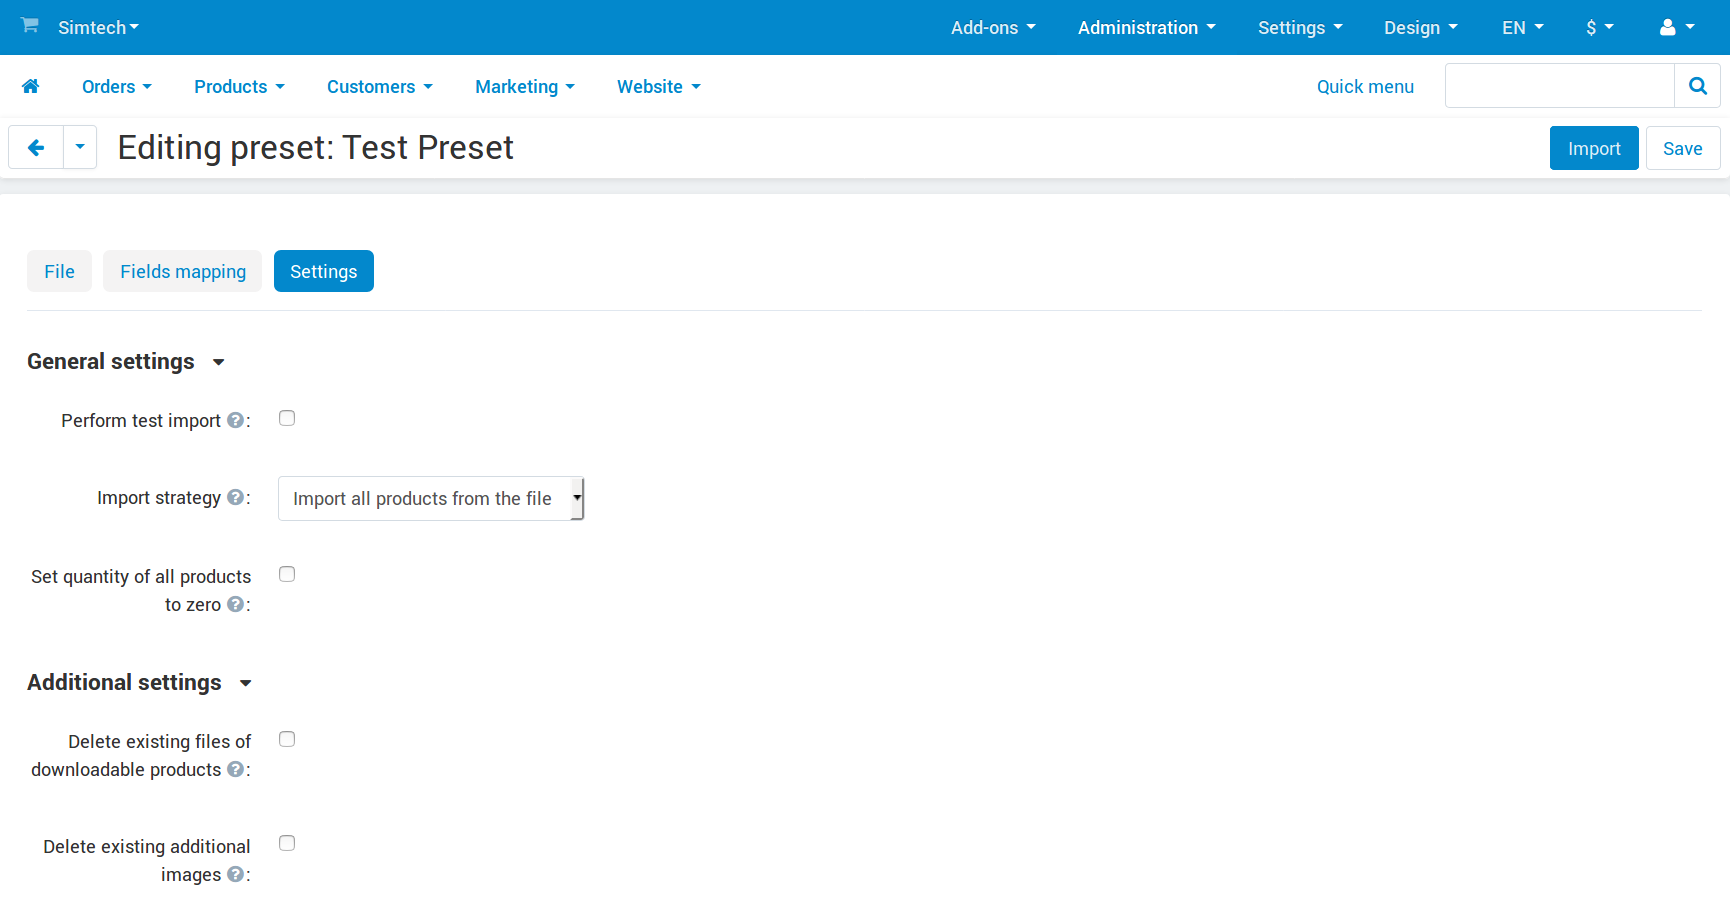 Simtech Add-ons Administration Settings Design EN $
Orders Products Customers Marketing Website Quick menu
Editing preset: Test Preset Import Save
File Fields mapping Settings
General settings
Perform test import ?:
Import strategy ?: Import all products from the file
Set quantity of all products
to zero ?:
Additional settings
Delete existing files of
downloadable products ?:
Delete existing additional
images ?: